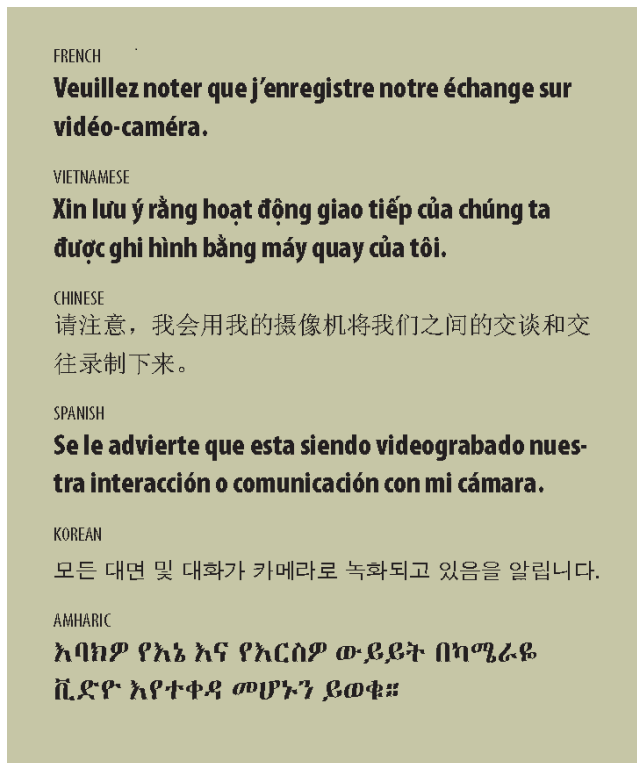 FRENCH
Veuillez noter que j’enregistre notre échange sur
vidéo-caméra.
VIETNAMESE
Xin lưu ý rằng hoạt động giao tiếp của chúng ta
được ghi hình bằng máy quay của tôi.
CHINESE
请注意，我会用我的摄像机将我们之间的交谈和交
往录制下来。
SPANISH
Se le advierte que esta siendo videograbado nues-
tra interacción o comunicación con mi cámara.
KOREAN
모든 대면 및 대화가 카메라로 녹화되고 있음을 알립니다.
AMHARIC
እባክዎ የእኔ እና የእርስዎ ውይይት በካሜራዬ
ቪድዮ እየተቀዳ መሆኑን ይወቁ።